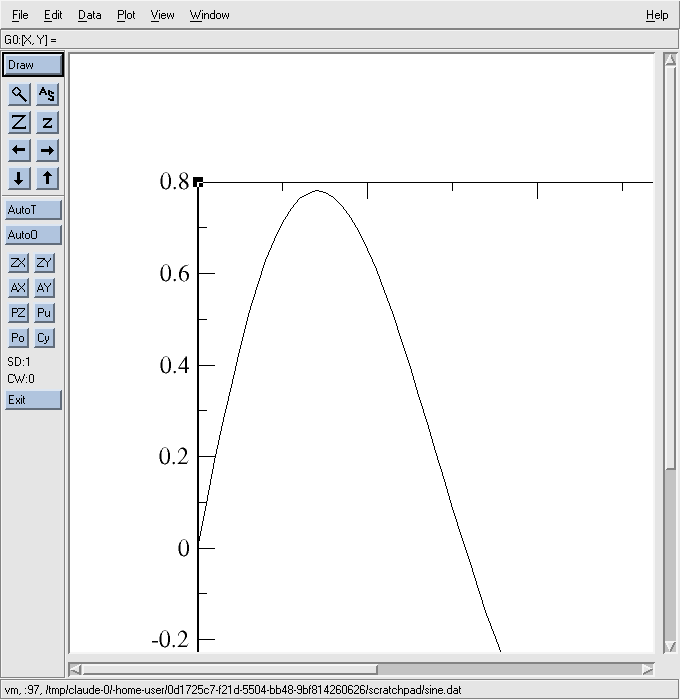 File Edit Data Plot View Window Help
G0:[X, Y] =
Draw
AS
Z z
AutoT
AutoO
ZX ZY
AX AY
PZ Pu
Po Cy
SD:1
CW:0
Exit
0.8
0.6
0.4
0.2
0
-0.2
vm, :97, /tmp/claude-0/-home-user/0d1725c7-f21d-5504-bb48-9bf814260626/scratchpad/sine.dat